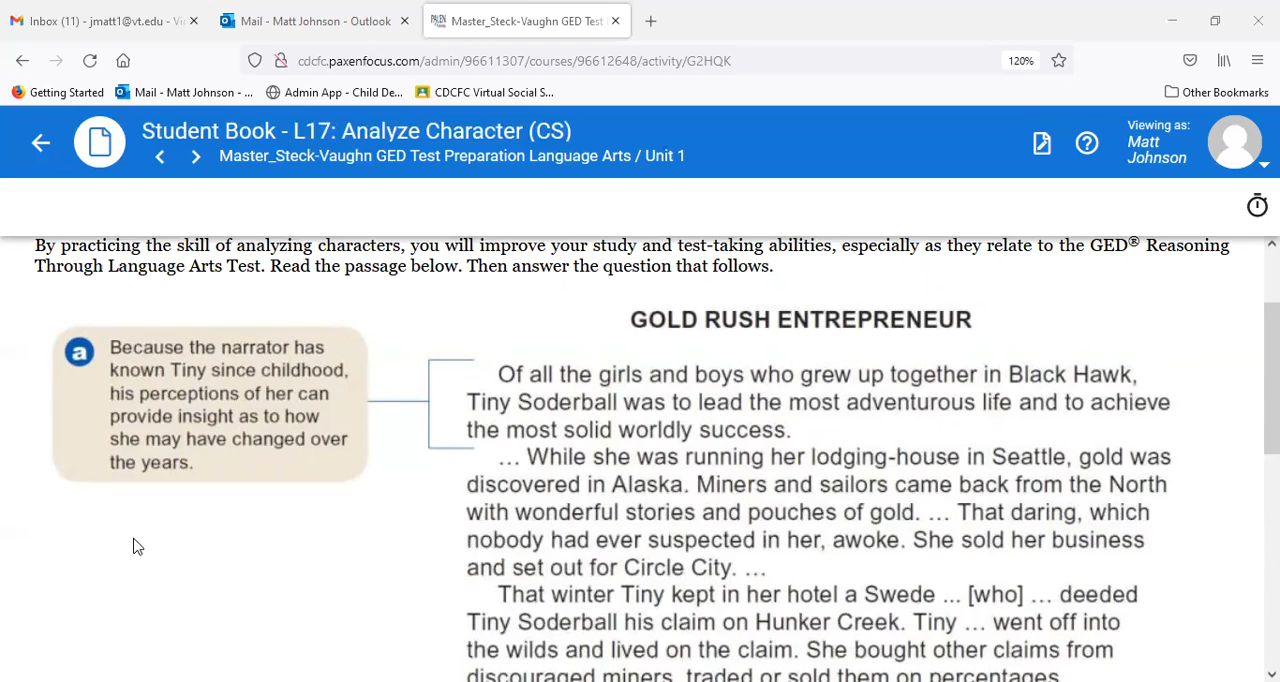 Inbox (11) - jmatt1@vt.edu - Vi
Mail - Matt Johnson - Outlook
PAXEN
Master_Steck-Vaughn GED Test
cdcfc.paxenfocus.com/admin/96611307/courses/96612648/activity/G2HQK
120%
Getting Started
Mail - Matt Johnson - ...
Admin App - Child De...
CDCFC Virtual Social S...
Other Bookmarks
Student Book - L17: Analyze Character (CS)
Master_Steck-Vaughn GED Test Preparation Language Arts / Unit 1
Viewing as:
Matt
Johnson
By practicing the skill of analyzing characters, you will improve your study and test-taking abilities, especially as they relate to the GED® Reasoning
Through Language Arts Test. Read the passage below. Then answer the question that follows.
GOLD RUSH ENTREPRENEUR
a
Because the narrator has
known Tiny since childhood,
his perceptions of her can
provide insight as to how
she may have changed over
the years.
Of all the girls and boys who grew up together in Black Hawk,
Tiny Soderball was to lead the most adventurous life and to achieve
the most solid worldly success.
... While she was running her lodging-house in Seattle, gold was
discovered in Alaska. Miners and sailors came back from the North
with wonderful stories and pouches of gold. ... That daring, which
nobody had ever suspected in her, awoke. She sold her business
and set out for Circle City. ...
That winter Tiny kept in her hotel a Swede ... [who] ... deeded
Tiny Soderball his claim on Hunker Creek. Tiny ... went off into
the wilds and lived on the claim. She bought other claims from
discouraged miners, traded or sold them on percentages.